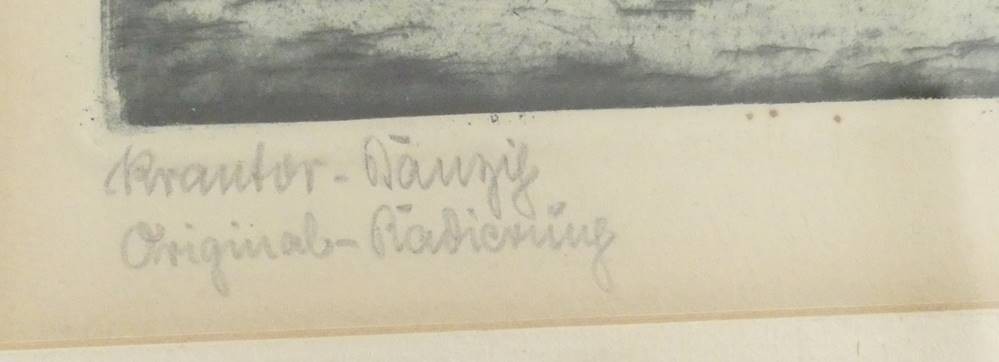 Krantor - Danzig
Original - Radierung